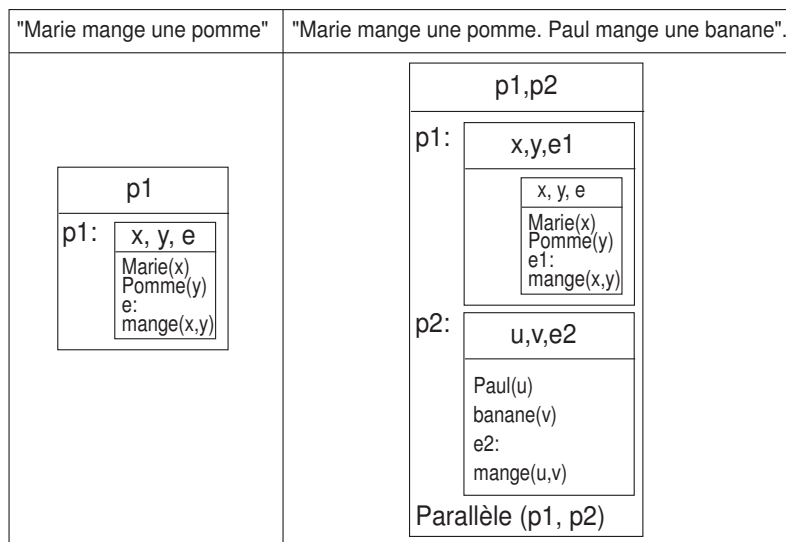 "Marie mange une pomme"
"Marie mange une pomme. Paul mange une banane".
p1
p1:
x, y, e
Marie(x)
Pomme(y)
e:
mange(x,y)
p1,p2
p1:
x,y,e1
x, y, e
Marie(x)
Pomme(y)
e1:
mange(x,y)
p2:
u,v,e2
Paul(u)
banane(v)
e2:
mange(u,v)
Parallèle (p1, p2)